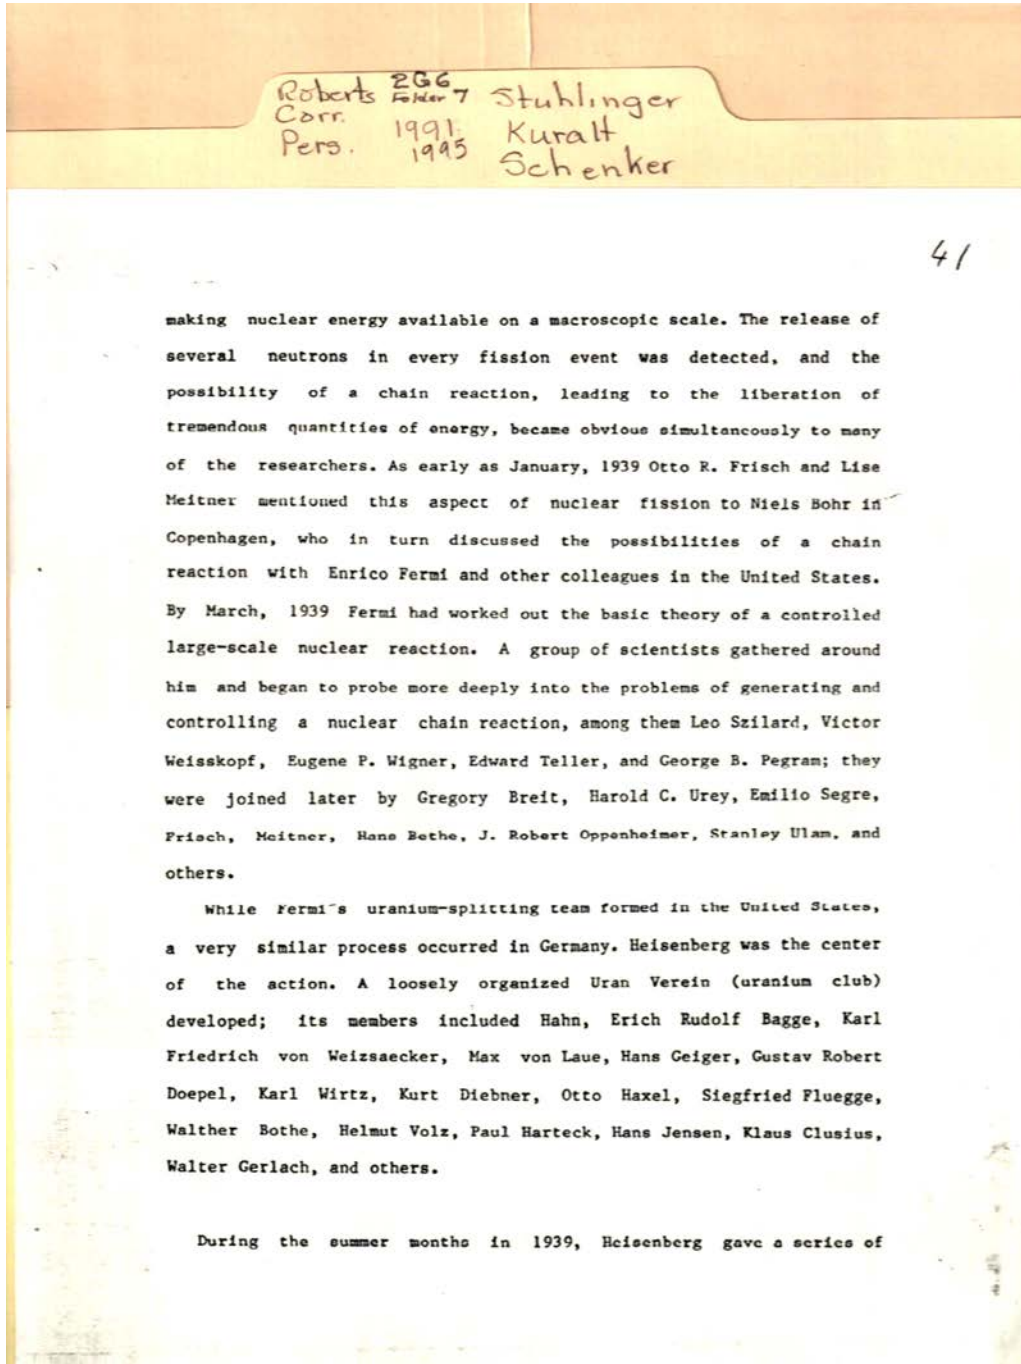 Roberts 2G6 Stuhlinger
Corr. Folder 7 Kuralt
Pers. 1991 Schenker
1995
41
making nuclear energy available on a macroscopic scale. The release of
several neutrons in every fission event was detected, and the
possibility of a chain reaction, leading to the liberation of
tremendous quantities of energy, became obvious simultaneously to many
of the researchers. As early as January, 1939 Otto R. Frisch and Lise
Meitner mentioned this aspect of nuclear fission to Niels Bohr in
Copenhagen, who in turn discussed the possibilities of a chain
reaction with Enrico Fermi and other colleagues in the United States.
By March, 1939 Fermi had worked out the basic theory of a controlled
large-scale nuclear reaction. A group of scientists gathered around
him and began to probe more deeply into the problems of generating and
controlling a nuclear chain reaction, among them Leo Szilard, Victor
Weisskopf, Eugene P. Wigner, Edward Teller, and George B. Pegram; they
were joined later by Gregory Breit, Harold C. Urey, Emilio Segre,
Frisch, Meitner, Hans Bethe, J. Robert Oppenheimer, Stanley Ulam, and
others.
While Fermi's uranium-splitting team formed in the United States,
a very similar process occurred in Germany. Heisenberg was the center
of the action. A loosely organized Uran Verein (uranium club)
developed; its members included Hahn, Erich Rudolf Bagge, Karl
Friedrich von Weizsaecker, Max von Laue, Hans Geiger, Gustav Robert
Doepel, Karl Wirtz, Kurt Diebner, Otto Haxel, Siegfried Fluegge,
Walther Bothe, Helmut Volz, Paul Harteck, Hans Jensen, Klaus Clusius,
Walter Gerlach, and others.
During the summer months in 1939, Heisenberg gave a series of